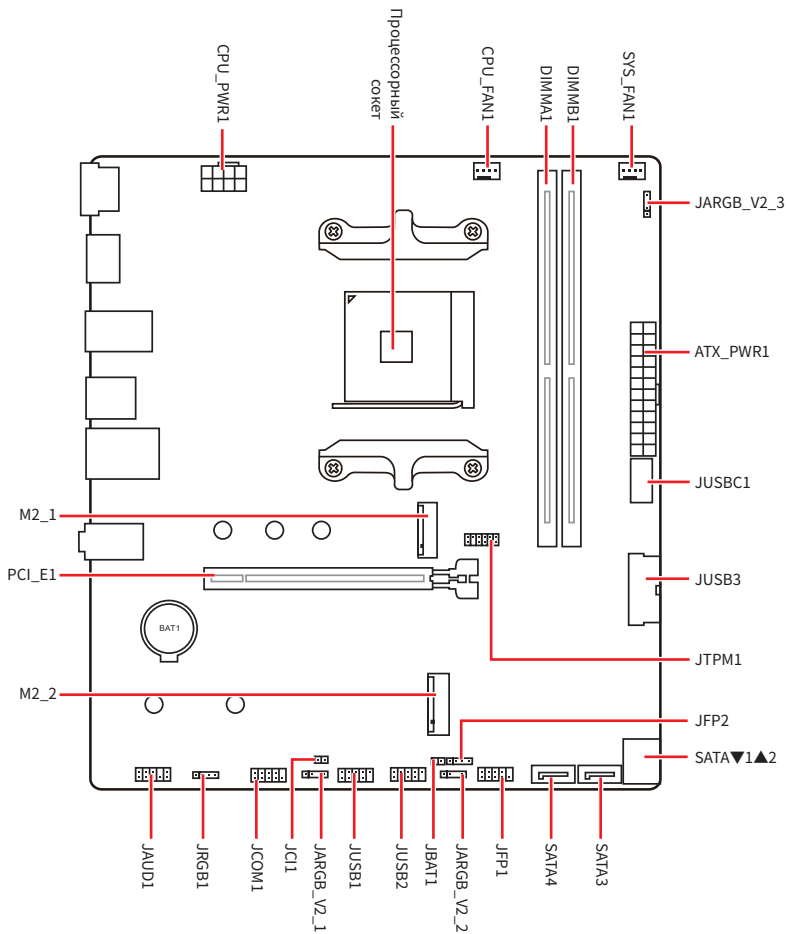 CPU_PWR1
Процессорный
сокет
CPU_FAN1
DIMMA1
DIMMB1
SYS_FAN1
JARGB_V2_3
ATX_PWR1
JUSBC1
M2_1
PCI_E1
JUSB3
BAT1
JTPM1
M2_2
JFP2
SATA▼1▲2
JAUD1
JRGB1
JCOM1
JCI1
JARGB_V2_1
JUSB1
JUSB2
JBAT1
JARGB_V2_2
JFP1
SATA4
SATA3